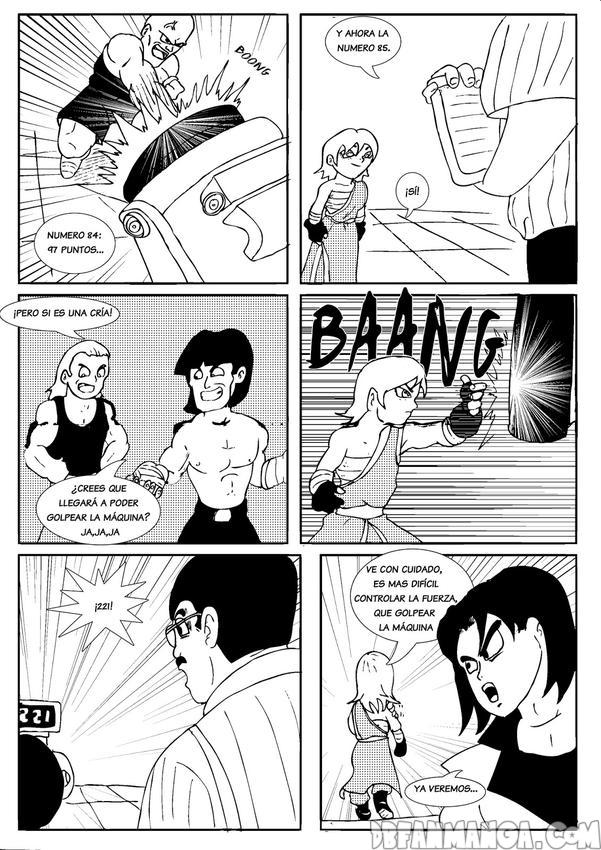 BOONG
NUMERO 84:
97 PUNTOS...
Y AHORA LA
NUMERO 85.
¡SÍ!
¡PERO SI ES UNA CRÍA!
¿CREES QUE
LLEGARÁ A PODER
GOLPEAR LA MÁQUINA?
JA,JA,JA
BAANG
¡221!
221
VE CON CUIDADO,
ES MAS DIFÍCIL
CONTROLAR LA FUERZA,
QUE GOLPEAR
LA MÁQUINA
YA VEREMOS...
DBFANMANGA.COM